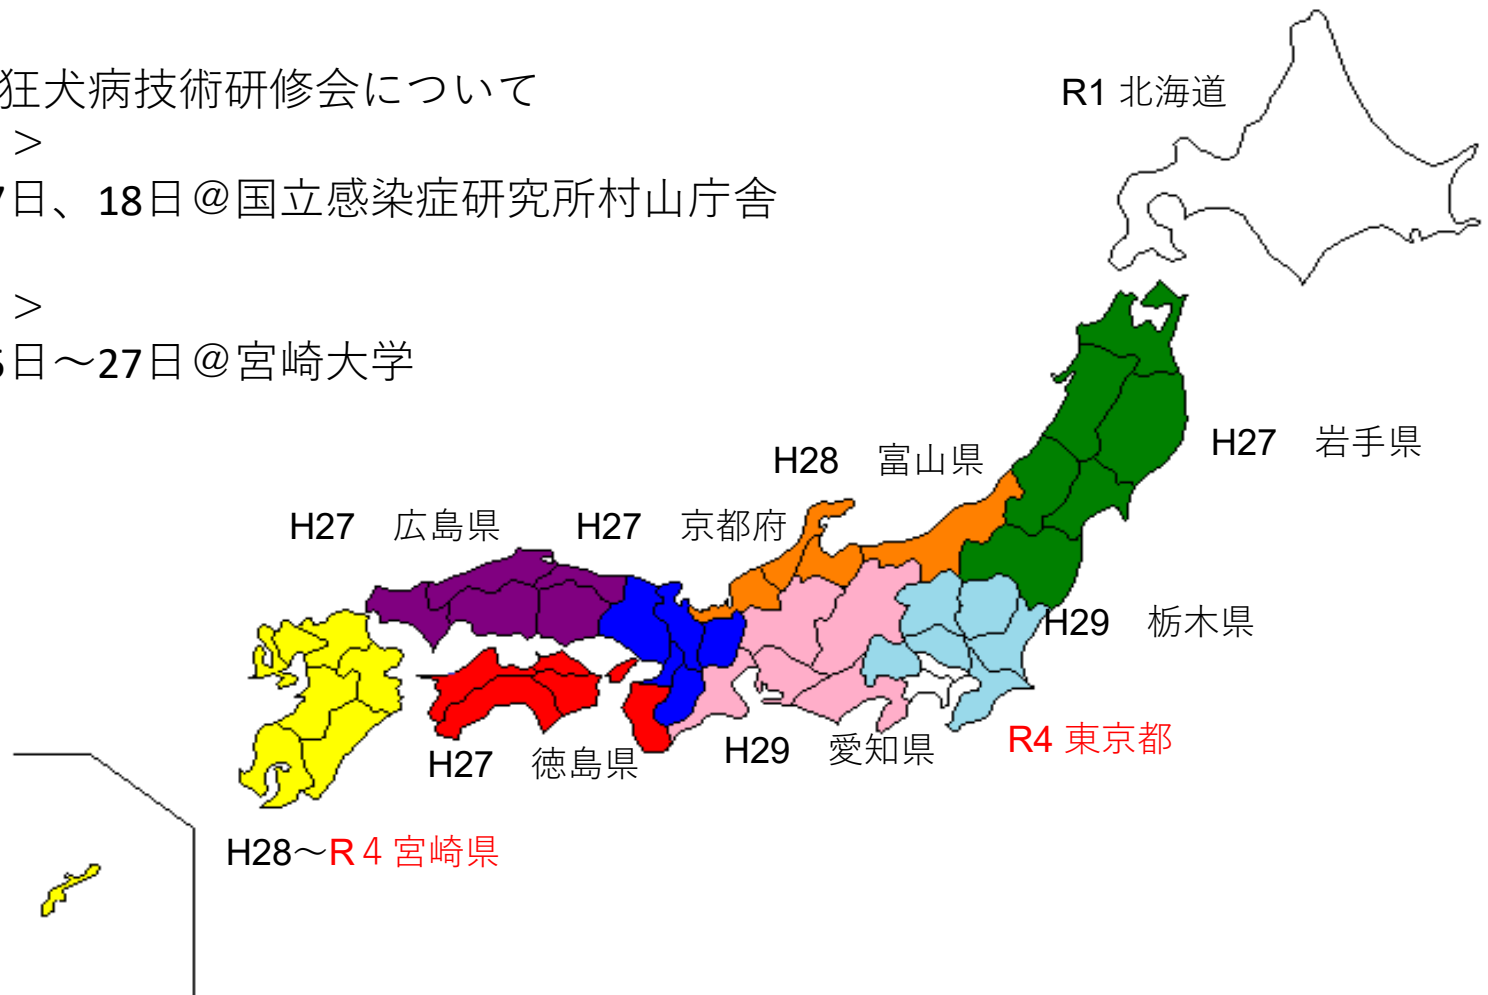 狂犬病技術研修会について
＞
日、18日＠国立感染症研究所村山庁舎
＞
日～27日＠宮崎大学
R1 北海道
H27　岩手県
H28　富山県
H27　広島県
H27　京都府
H29　栃木県
R4 東京都
H29　愛知県
H27　徳島県
H28～R４宮崎県